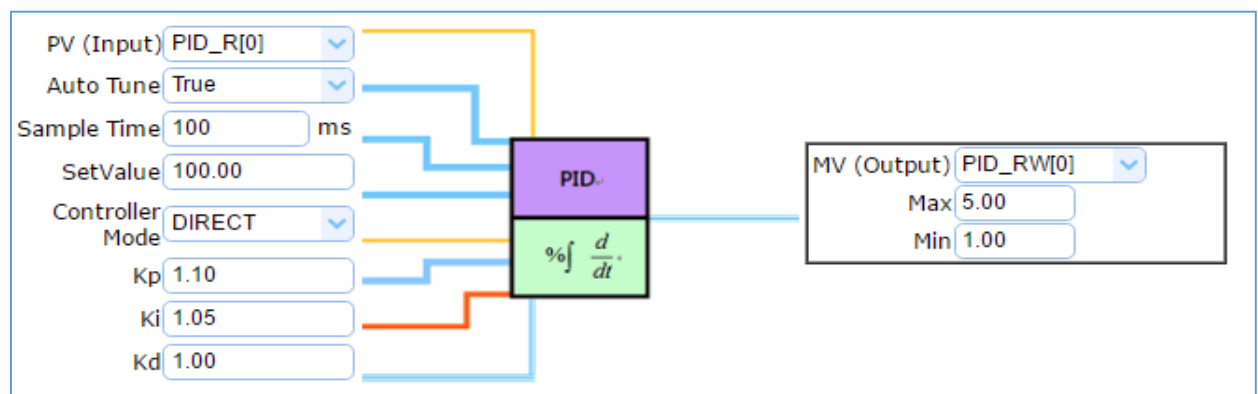 PV (Input) PID_R[0]
Auto Tune True
Sample Time 100 ms
SetValue 100.00
Controller
Mode DIRECT
Kp 1.10
Ki 1.05
Kd 1.00
PID
%∫ d/dt
MV (Output) PID_RW[0]
Max 5.00
Min 1.00